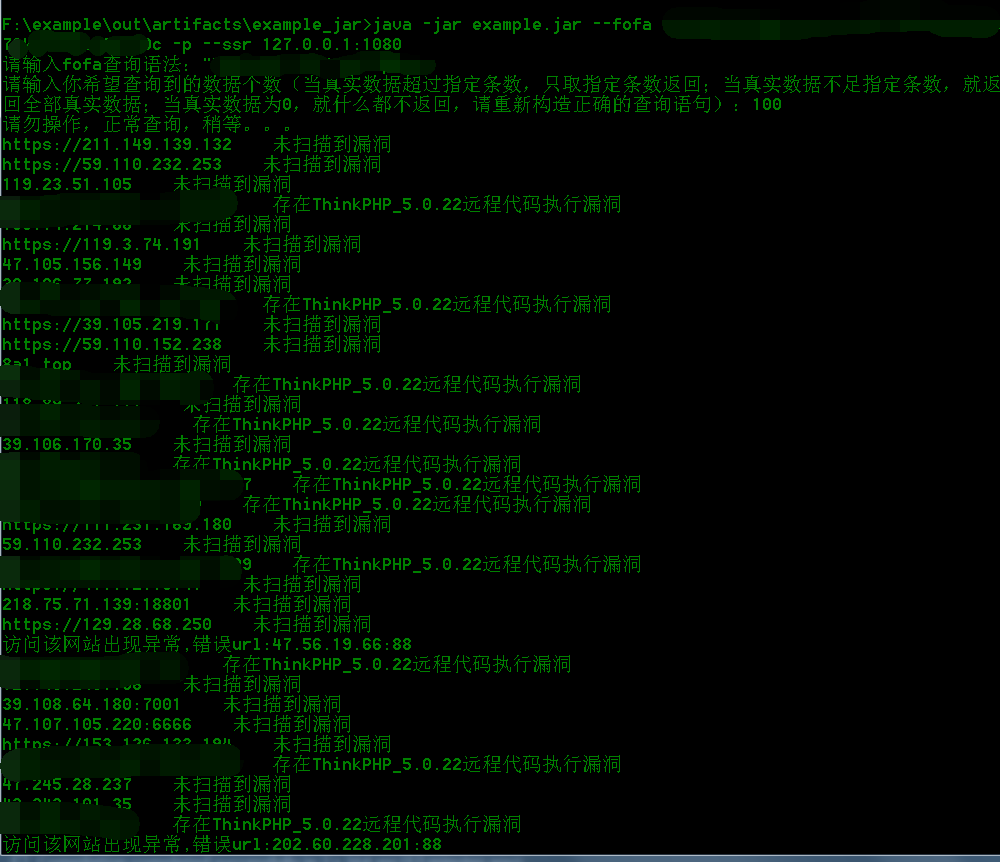 F:\example\out\artifacts\example_jar>java -jar example.jar --fofa
0c -p --ssr 127.0.0.1:1080
请输入fofa查询语法："
请输入你希望查询到的数据个数（当真实数据超过指定条数，只取指定条数返回；当真实数据不足指定条数，就返
回全部真实数据；当真实数据为0，就什么都不返回，请重新构造正确的查询语句）：100
请勿操作，正常查询，稍等。。。
https://211.149.139.132 未扫描到漏洞
https://59.110.232.253 未扫描到漏洞
119.23.51.105 未扫描到漏洞
存在ThinkPHP_5.0.22远程代码执行漏洞
未扫描到漏洞
https://119.3.74.191 未扫描到漏洞
47.105.156.149 未扫描到漏洞
未扫描到漏洞
存在ThinkPHP_5.0.22远程代码执行漏洞
https://39.105.219.171 未扫描到漏洞
https://59.110.152.238 未扫描到漏洞
未扫描到漏洞
存在ThinkPHP_5.0.22远程代码执行漏洞
未扫描到漏洞
存在ThinkPHP_5.0.22远程代码执行漏洞
39.106.170.35 未扫描到漏洞
存在ThinkPHP_5.0.22远程代码执行漏洞
7 存在ThinkPHP_5.0.22远程代码执行漏洞
存在ThinkPHP_5.0.22远程代码执行漏洞
https://111.231.189.180 未扫描到漏洞
59.110.232.253 未扫描到漏洞
9 存在ThinkPHP_5.0.22远程代码执行漏洞
未扫描到漏洞
218.75.71.139:18801 未扫描到漏洞
https://129.28.68.250 未扫描到漏洞
访问该网站出现异常,错误url:47.56.19.66:88
存在ThinkPHP_5.0.22远程代码执行漏洞
未扫描到漏洞
39.108.64.180:7001 未扫描到漏洞
47.107.105.220:6666 未扫描到漏洞
https://153.126.133.194 未扫描到漏洞
存在ThinkPHP_5.0.22远程代码执行漏洞
47.245.28.237 未扫描到漏洞
未扫描到漏洞
存在ThinkPHP_5.0.22远程代码执行漏洞
访问该网站出现异常,错误url:202.60.228.201:88